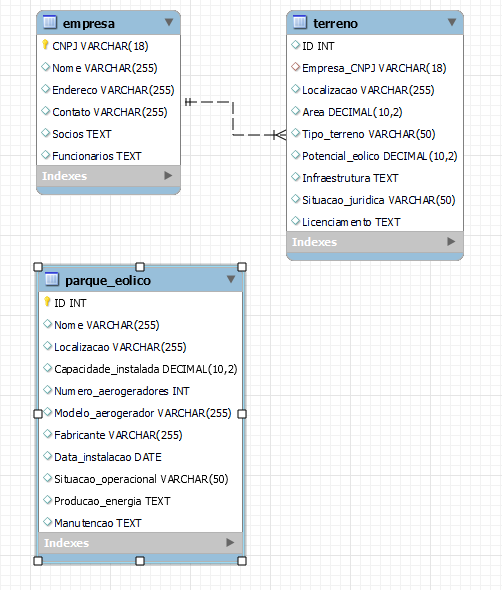 empresa
CNPJ VARCHAR(18)
Nome VARCHAR(255)
Endereco VARCHAR(255)
Contato VARCHAR(255)
Socios TEXT
Funcionarios TEXT
Indexes
terreno
ID INT
Empresa_CNPJ VARCHAR(18)
Localizacao VARCHAR(255)
Area DECIMAL(10,2)
Tipo_terreno VARCHAR(50)
Potencial_eolico DECIMAL(10,2)
Infraestrutura TEXT
Situacao_juridica VARCHAR(50)
Licenciamento TEXT
Indexes
parque_eolico
ID INT
Nome VARCHAR(255)
Localizacao VARCHAR(255)
Capacidade_instalada DECIMAL(10,2)
Numero_aerogeradores INT
Modelo_aerogerador VARCHAR(255)
Fabricante VARCHAR(255)
Data_instalacao DATE
Situacao_operacional VARCHAR(50)
Producao_energia TEXT
Manutencao TEXT
Indexes